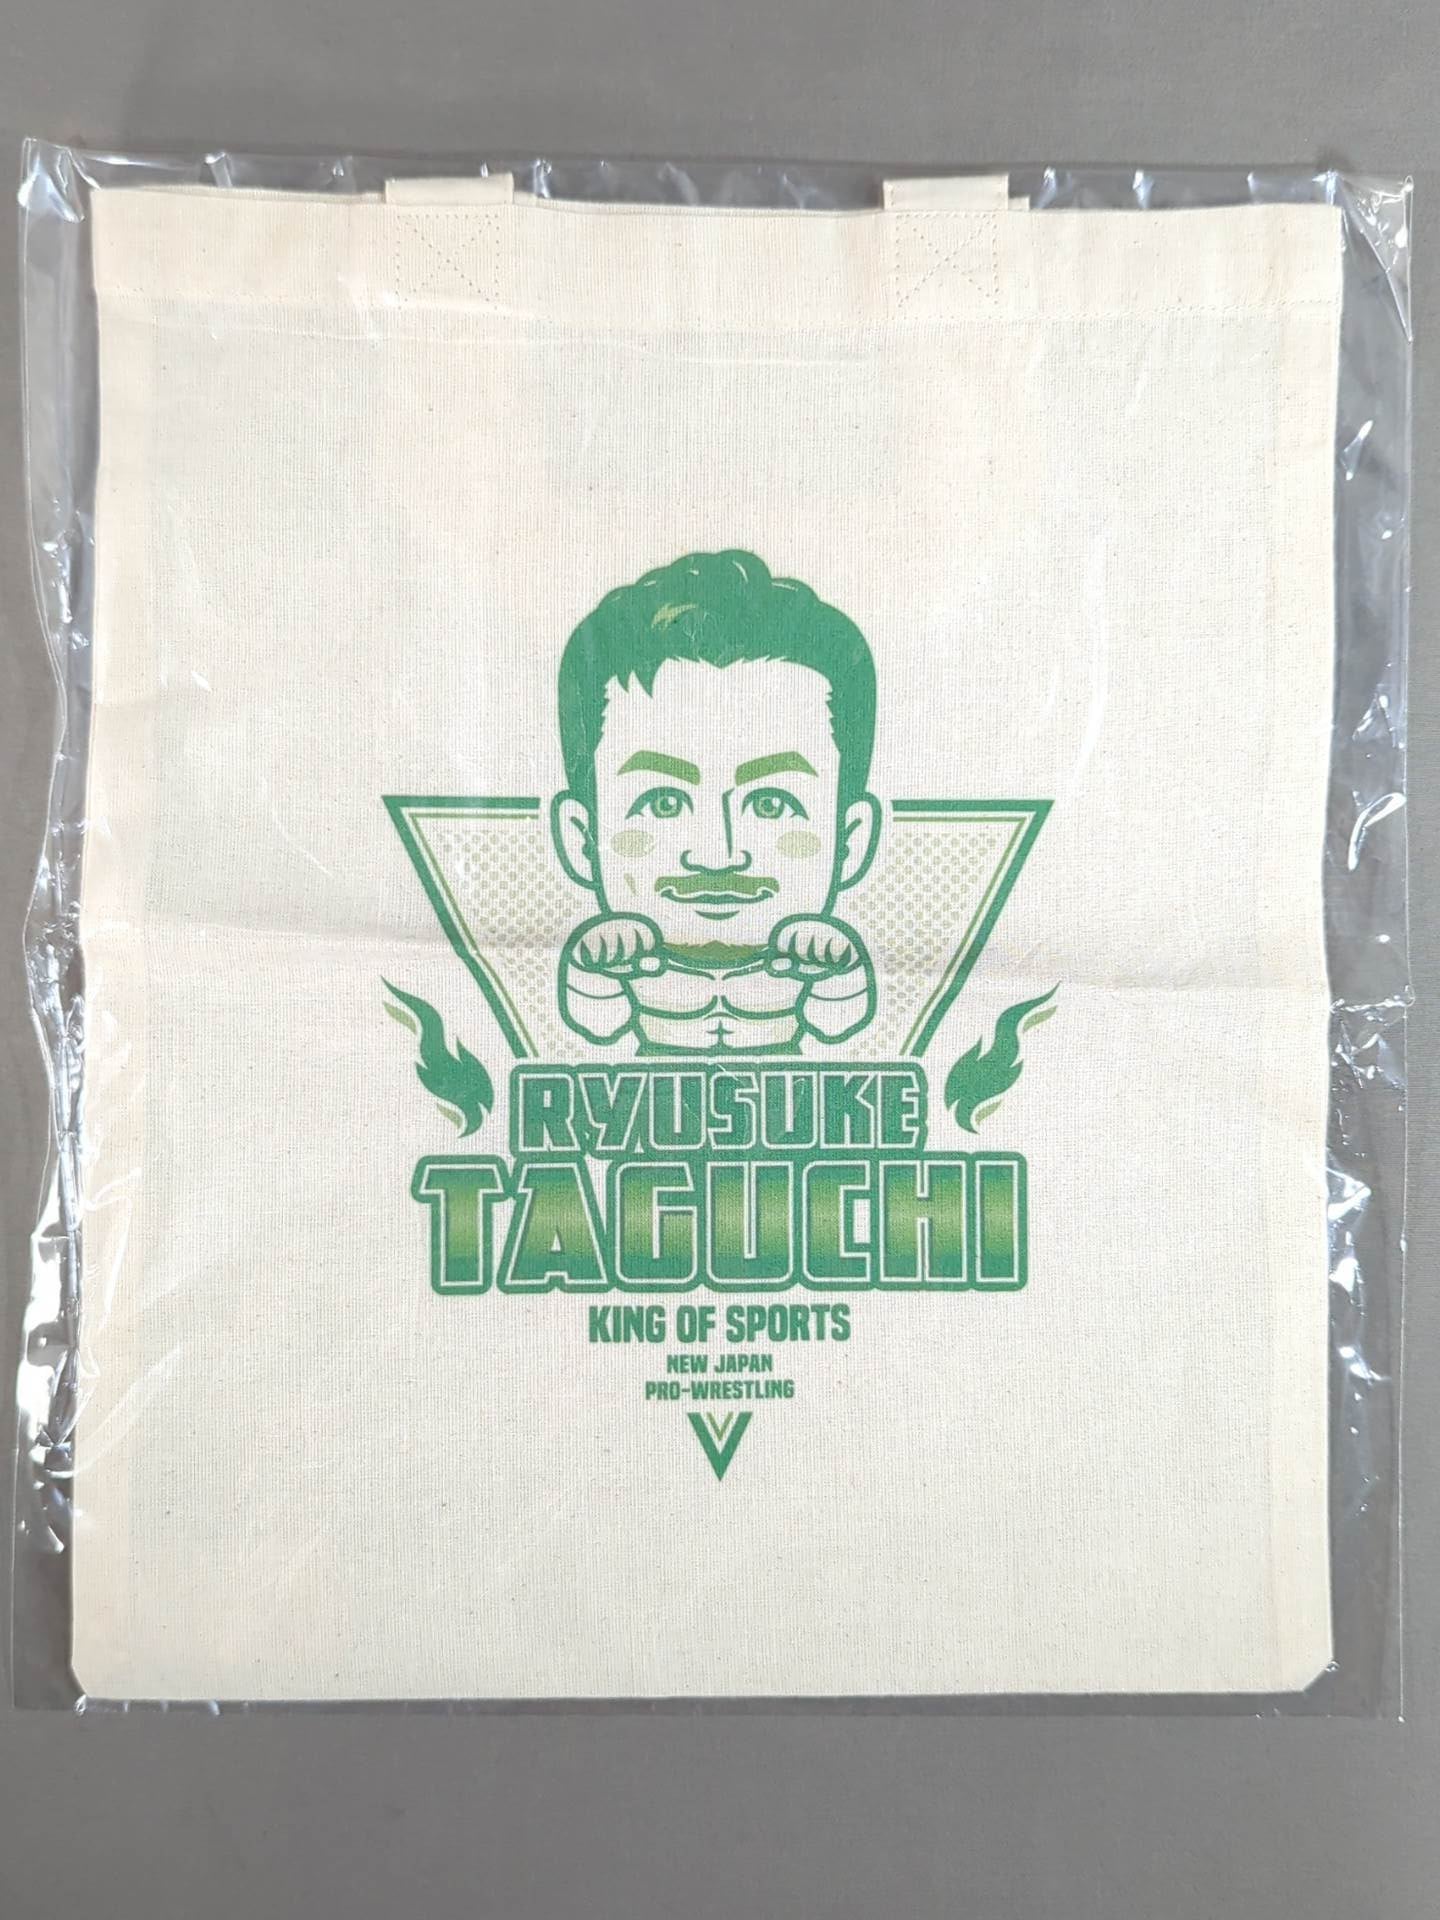 RYUSUKE
TAGUCHI
KING OF SPORTS
NEW JAPAN
PRO-WRESTLING